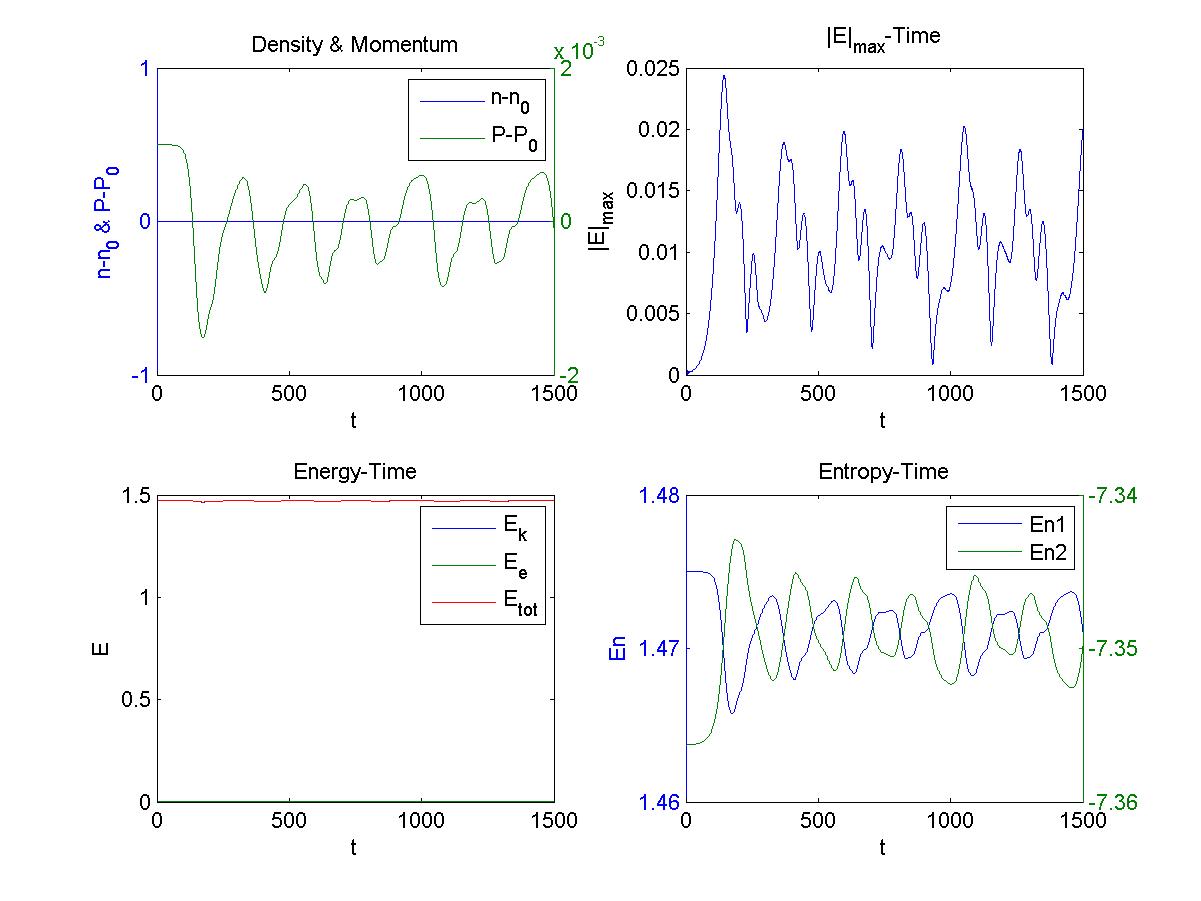 Density & Momentum
x 10^-3
1
0
-1
2
0
-2
n-n0 & P-P0
n-n0
P-P0
0
500
1000
1500
t
|E|max-Time
0.025
0.02
0.015
0.01
0.005
0
|E|max
0
500
1000
1500
t
Energy-Time
1.5
1
0.5
0
E
Ek
Ee
Etot
0
500
1000
1500
t
Entropy-Time
1.48
1.47
1.46
-7.34
-7.35
-7.36
En
En1
En2
0
500
1000
1500
t